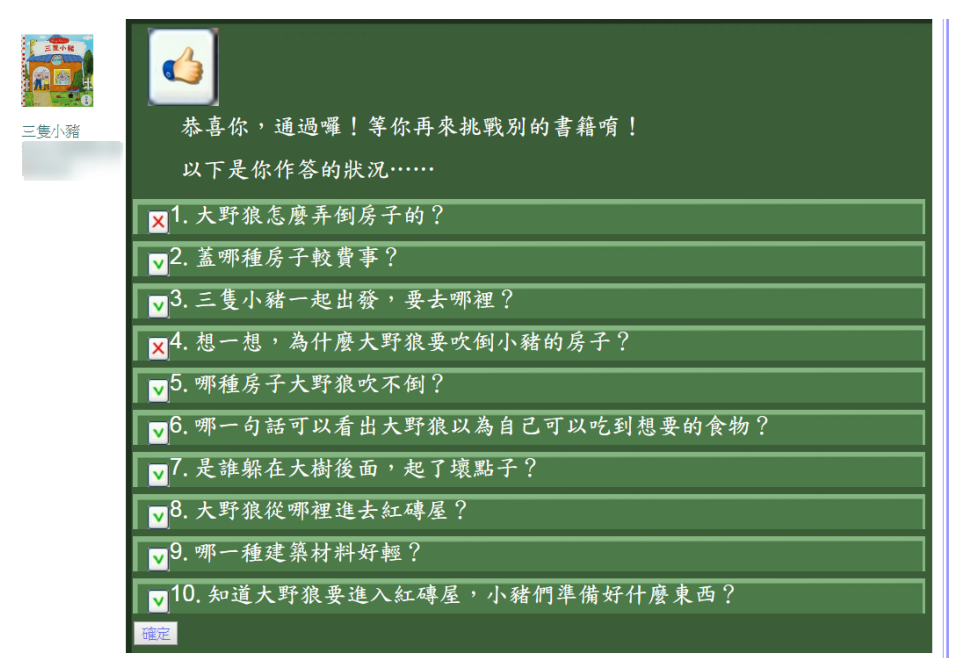 三隻小豬
三隻小豬
恭喜你，通過囉！等你再來挑戰別的書籍唷！
以下是你作答的狀況……
1. 大野狼怎麼弄倒房子的？
2. 蓋哪種房子較費事？
3. 三隻小豬一起出發，要去哪裡？
4. 想一想，為什麼大野狼要吹倒小豬的房子？
5. 哪種房子大野狼吹不倒？
6. 哪一句話可以看出大野狼以為自己可以吃到想要的食物？
7. 是誰躲在大樹後面，起了壞點子？
8. 大野狼從哪裡進去紅磚屋？
9. 哪一種建築材料好輕？
10. 知道大野狼要進入紅磚屋，小豬們準備好什麼東西？
確定